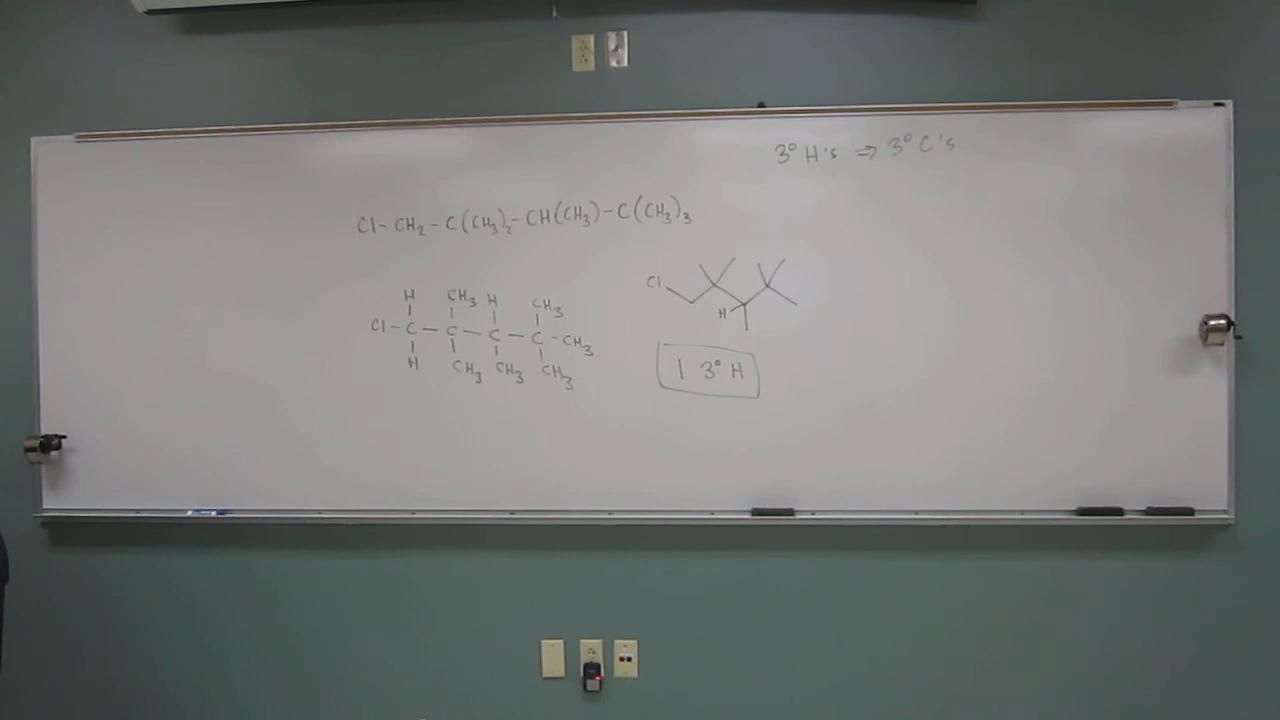 3° H's ⇒ 3° C's
Cl-CH₂-C(CH₃)₂-CH(CH₃)-C(CH₃)₃
Cl
H
H CH₃ H CH₃
Cl-C-C-C-C-CH₃
H CH₃ CH₃ CH₃
1 3° H